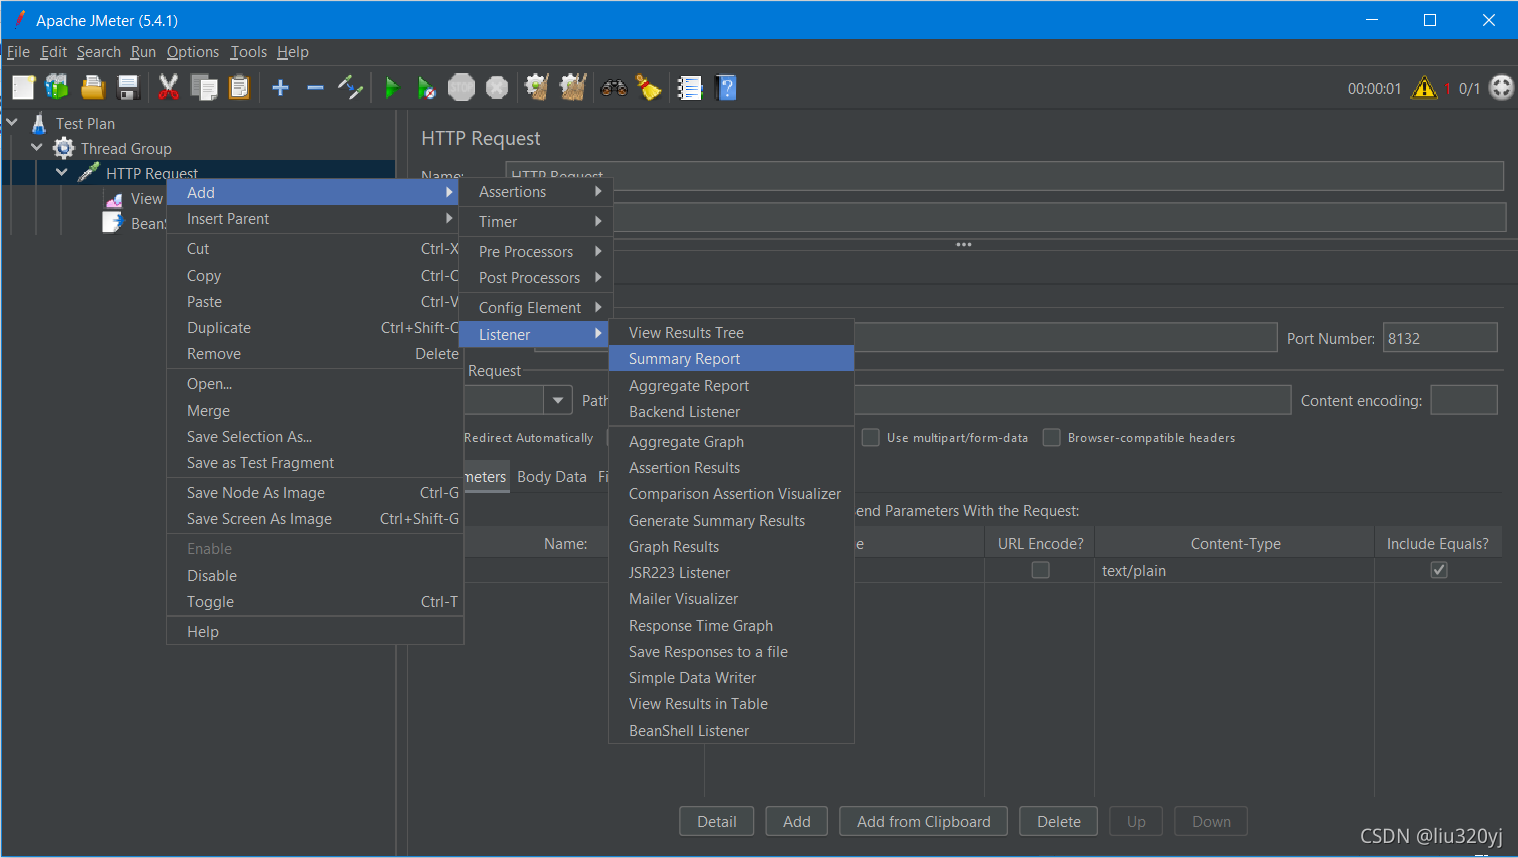 Apache JMeter (5.4.1)
File Edit Search Run Options Tools Help
STOP
00:00:01 1 0/1
Test Plan
Thread Group
HTTP Request
View
Bean
HTTP Request
Name: HTTP Request
Add
Insert Parent
Cut Ctrl-X
Copy Ctrl-C
Paste Ctrl-V
Duplicate Ctrl+Shift-C
Remove Delete
Open...
Merge
Save Selection As...
Save as Test Fragment
Save Node As Image Ctrl-G
Save Screen As Image Ctrl+Shift-G
Enable
Disable
Toggle Ctrl-T
Help
Assertions
Timer
Pre Processors
Post Processors
Config Element
Listener
View Results Tree
Summary Report
Aggregate Report
Backend Listener
Aggregate Graph
Assertion Results
Comparison Assertion Visualizer
Generate Summary Results
Graph Results
JSR223 Listener
Mailer Visualizer
Response Time Graph
Save Responses to a file
Simple Data Writer
View Results in Table
BeanShell Listener
Port Number: 8132
Request
Path
Content encoding:
Redirect Automatically
Use multipart/form-data
Browser-compatible headers
meters Body Data Fi
end Parameters With the Request:
Name: e URL Encode? Content-Type Include Equals?
text/plain
Detail Add Add from Clipboard Delete Up Down
CSDN @liu320yj